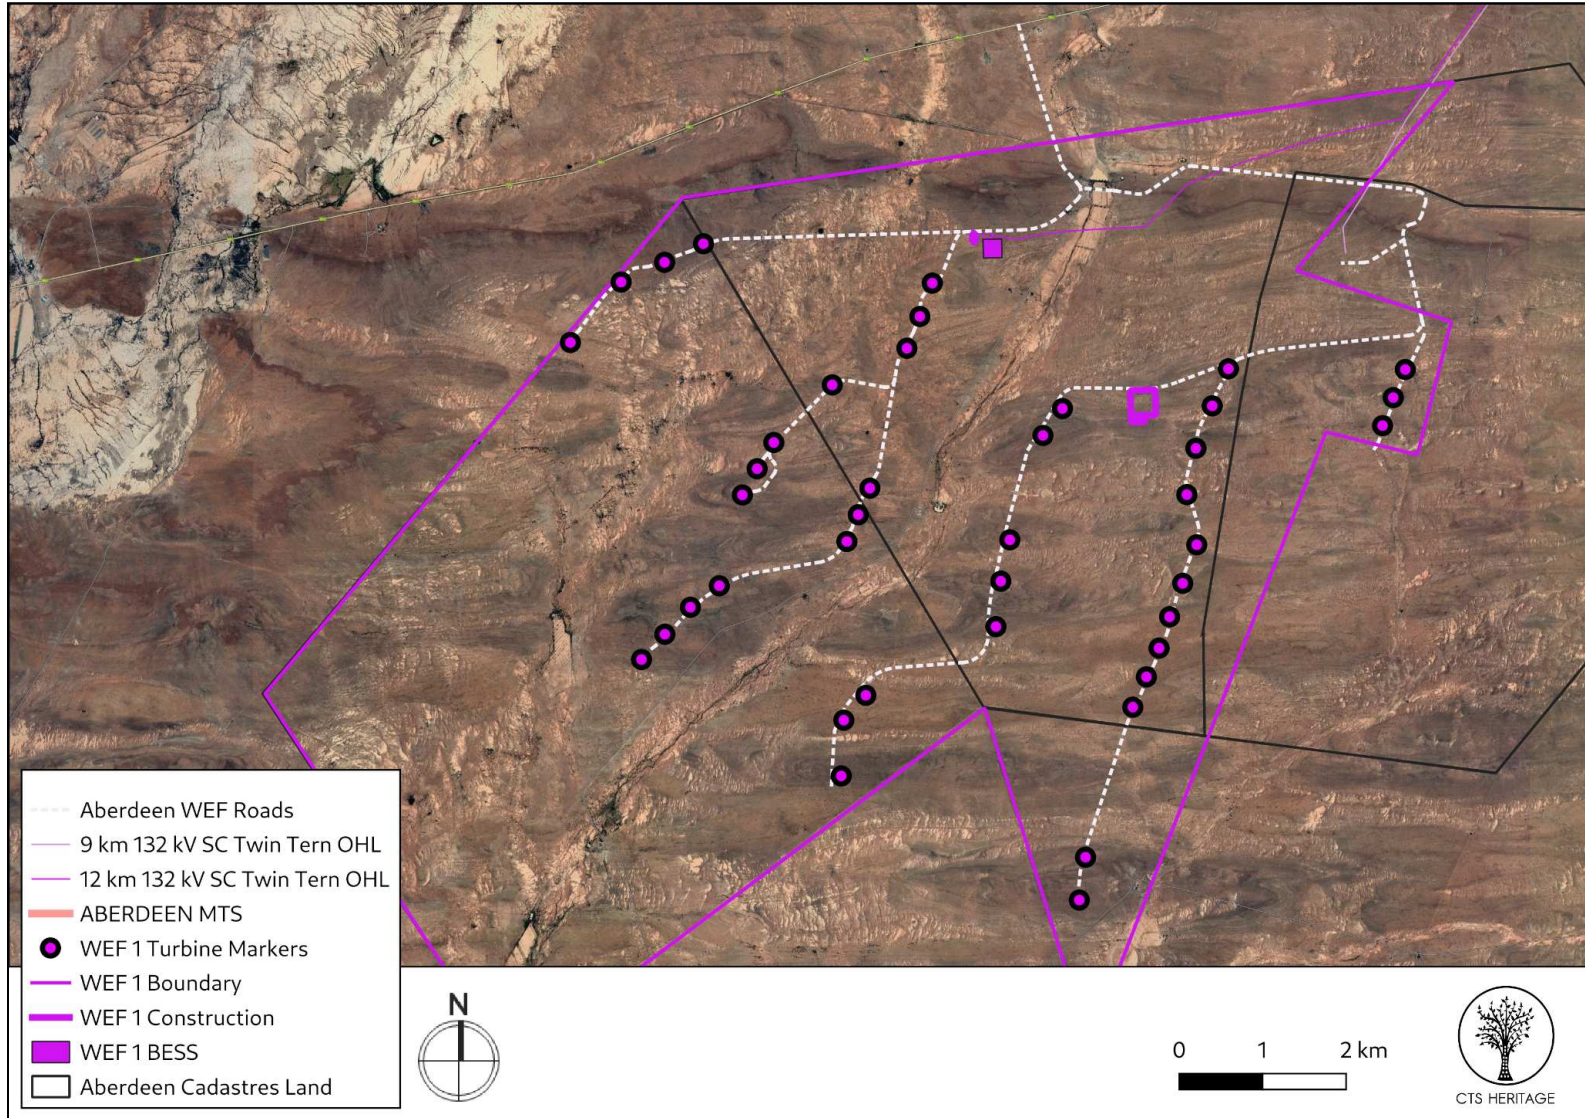 Aberdeen WEF Roads
9 km 132 kV SC Twin Tern OHL
12 km 132 kV SC Twin Tern OHL
ABERDEEN MTS
WEF 1 Turbine Markers
WEF 1 Boundary
WEF 1 Construction
WEF 1 BESS
Aberdeen Cadastres Land
N
0 1 2 km
CTS HERITAGE